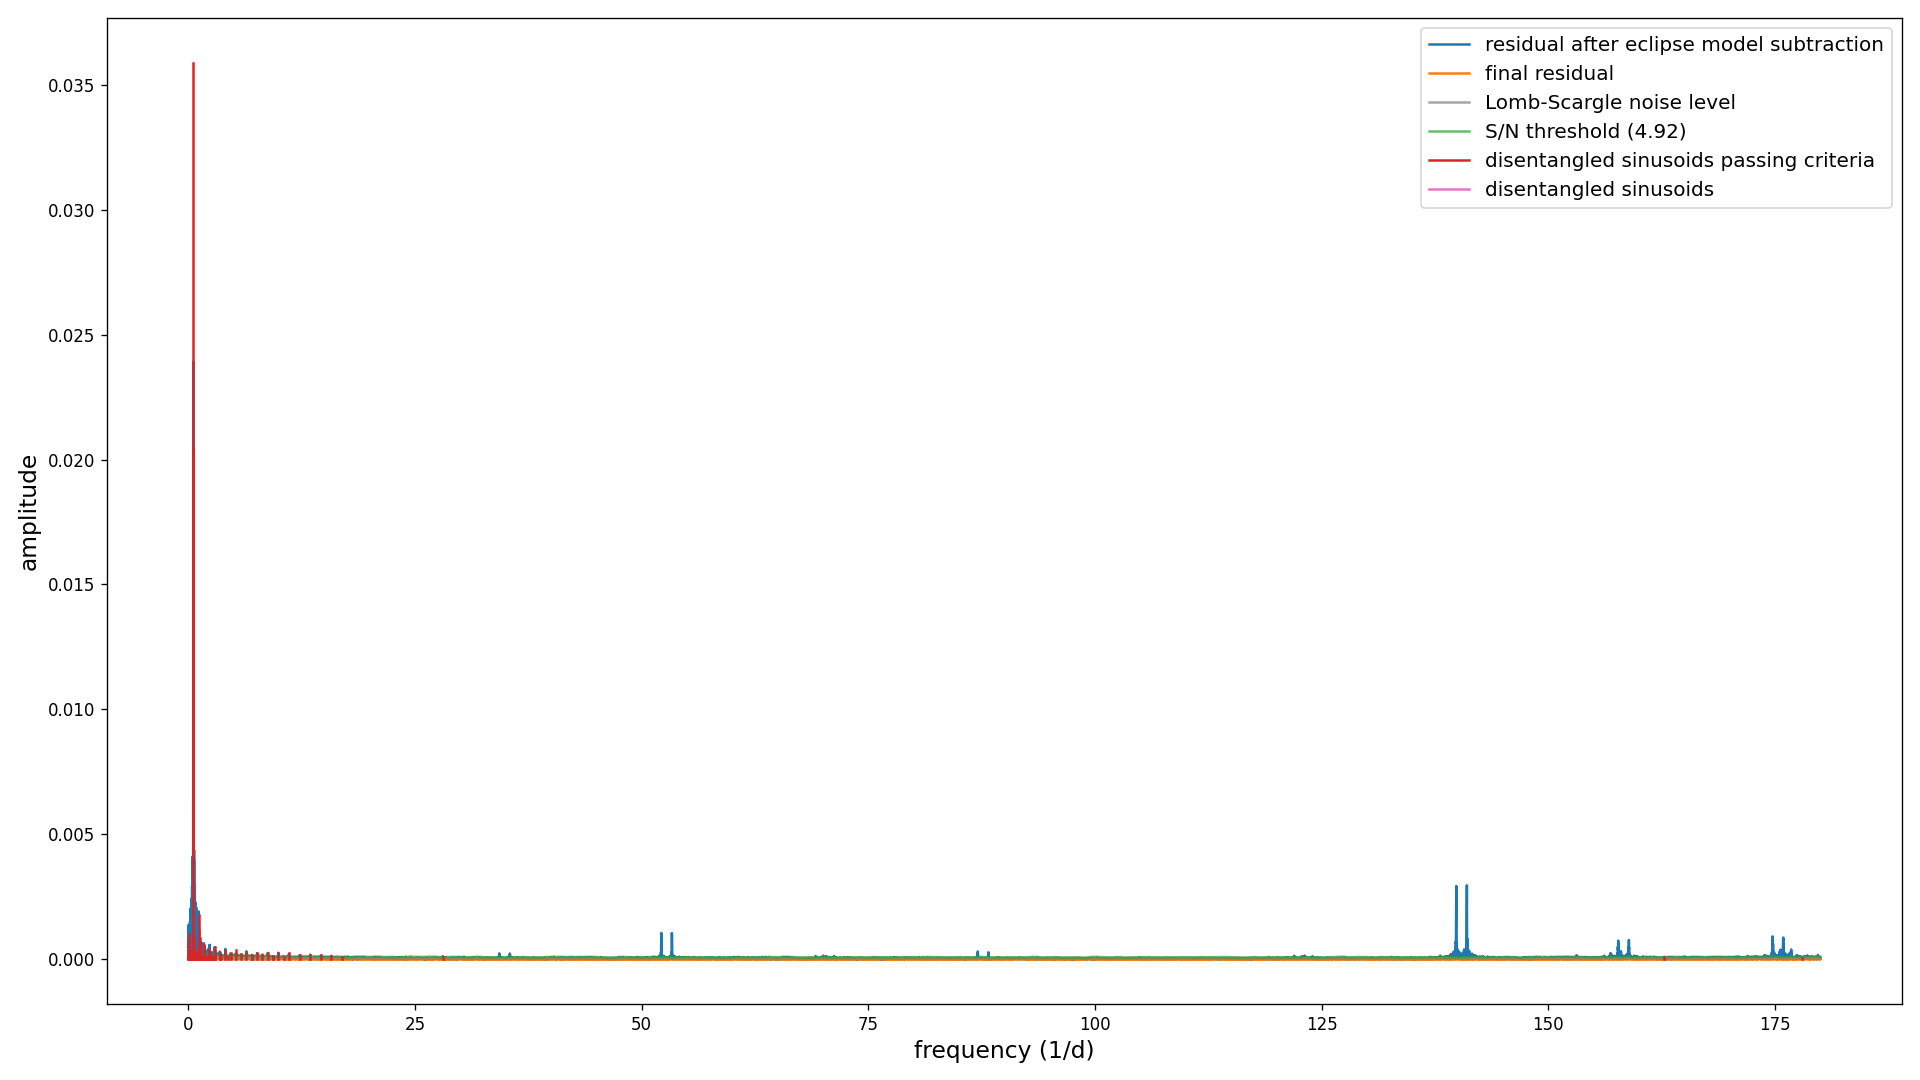 residual after eclipse model subtraction
final residual
Lomb-Scargle noise level
S/N threshold (4.92)
disentangled sinusoids passing criteria
disentangled sinusoids
amplitude
0.035
0.030
0.025
0.020
0.015
0.010
0.005
0.000
0 25 50 75 100 125 150 175
frequency (1/d)